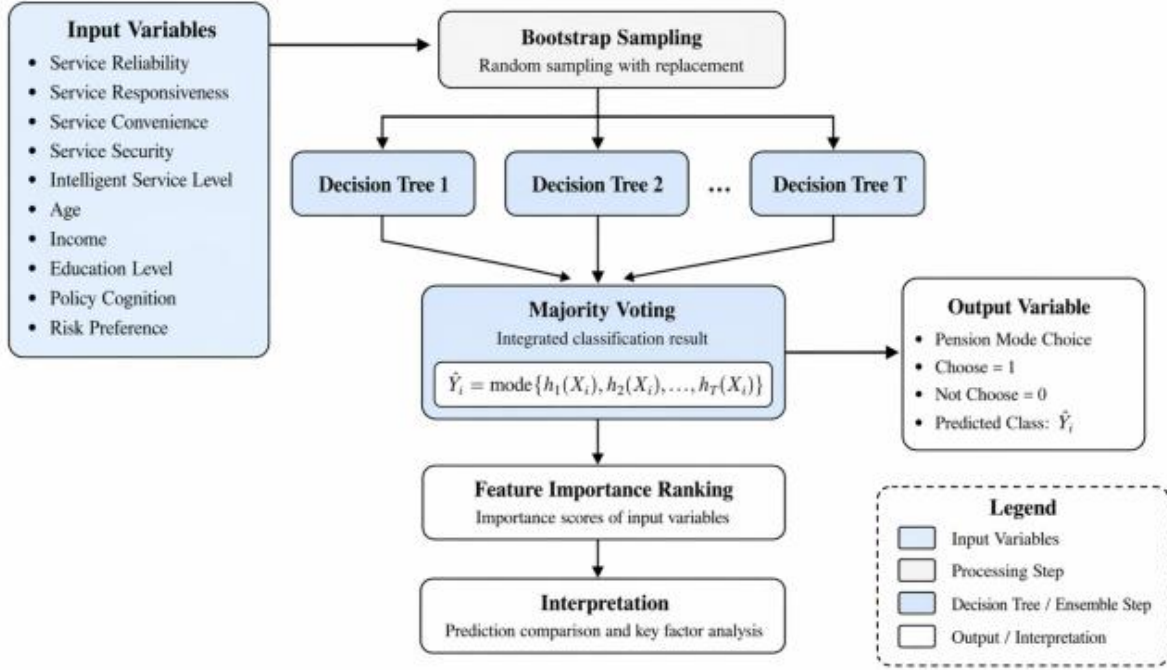 Input Variables
• Service Reliability
• Service Responsiveness
• Service Convenience
• Service Security
• Intelligent Service Level
• Age
• Income
• Education Level
• Policy Cognition
• Risk Preference
Bootstrap Sampling
Random sampling with replacement
Decision Tree 1
Decision Tree 2
...
Decision Tree T
Majority Voting
Integrated classification result
Ŷᵢ = mode{h₁(Xᵢ), h₂(Xᵢ), ..., h_T(Xᵢ)}
Output Variable
• Pension Mode Choice
• Choose = 1
• Not Choose = 0
• Predicted Class: Ŷᵢ
Feature Importance Ranking
Importance scores of input variables
Interpretation
Prediction comparison and key factor analysis
Legend
Input Variables
Processing Step
Decision Tree / Ensemble Step
Output / Interpretation